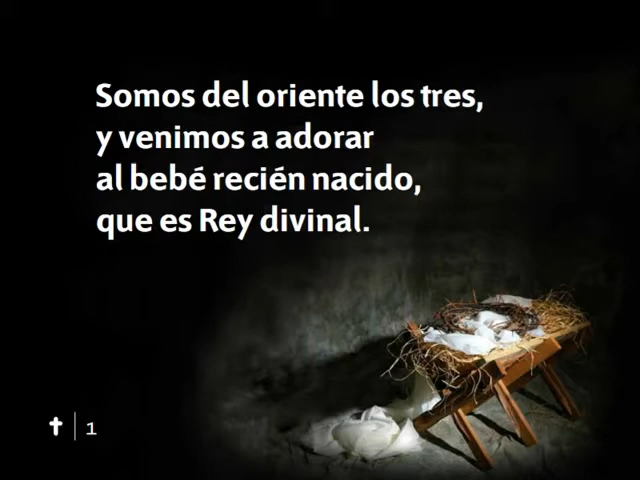 Somos del oriente los tres,
y venimos a adorar
al bebé recién nacido,
que es Rey divinal.
1